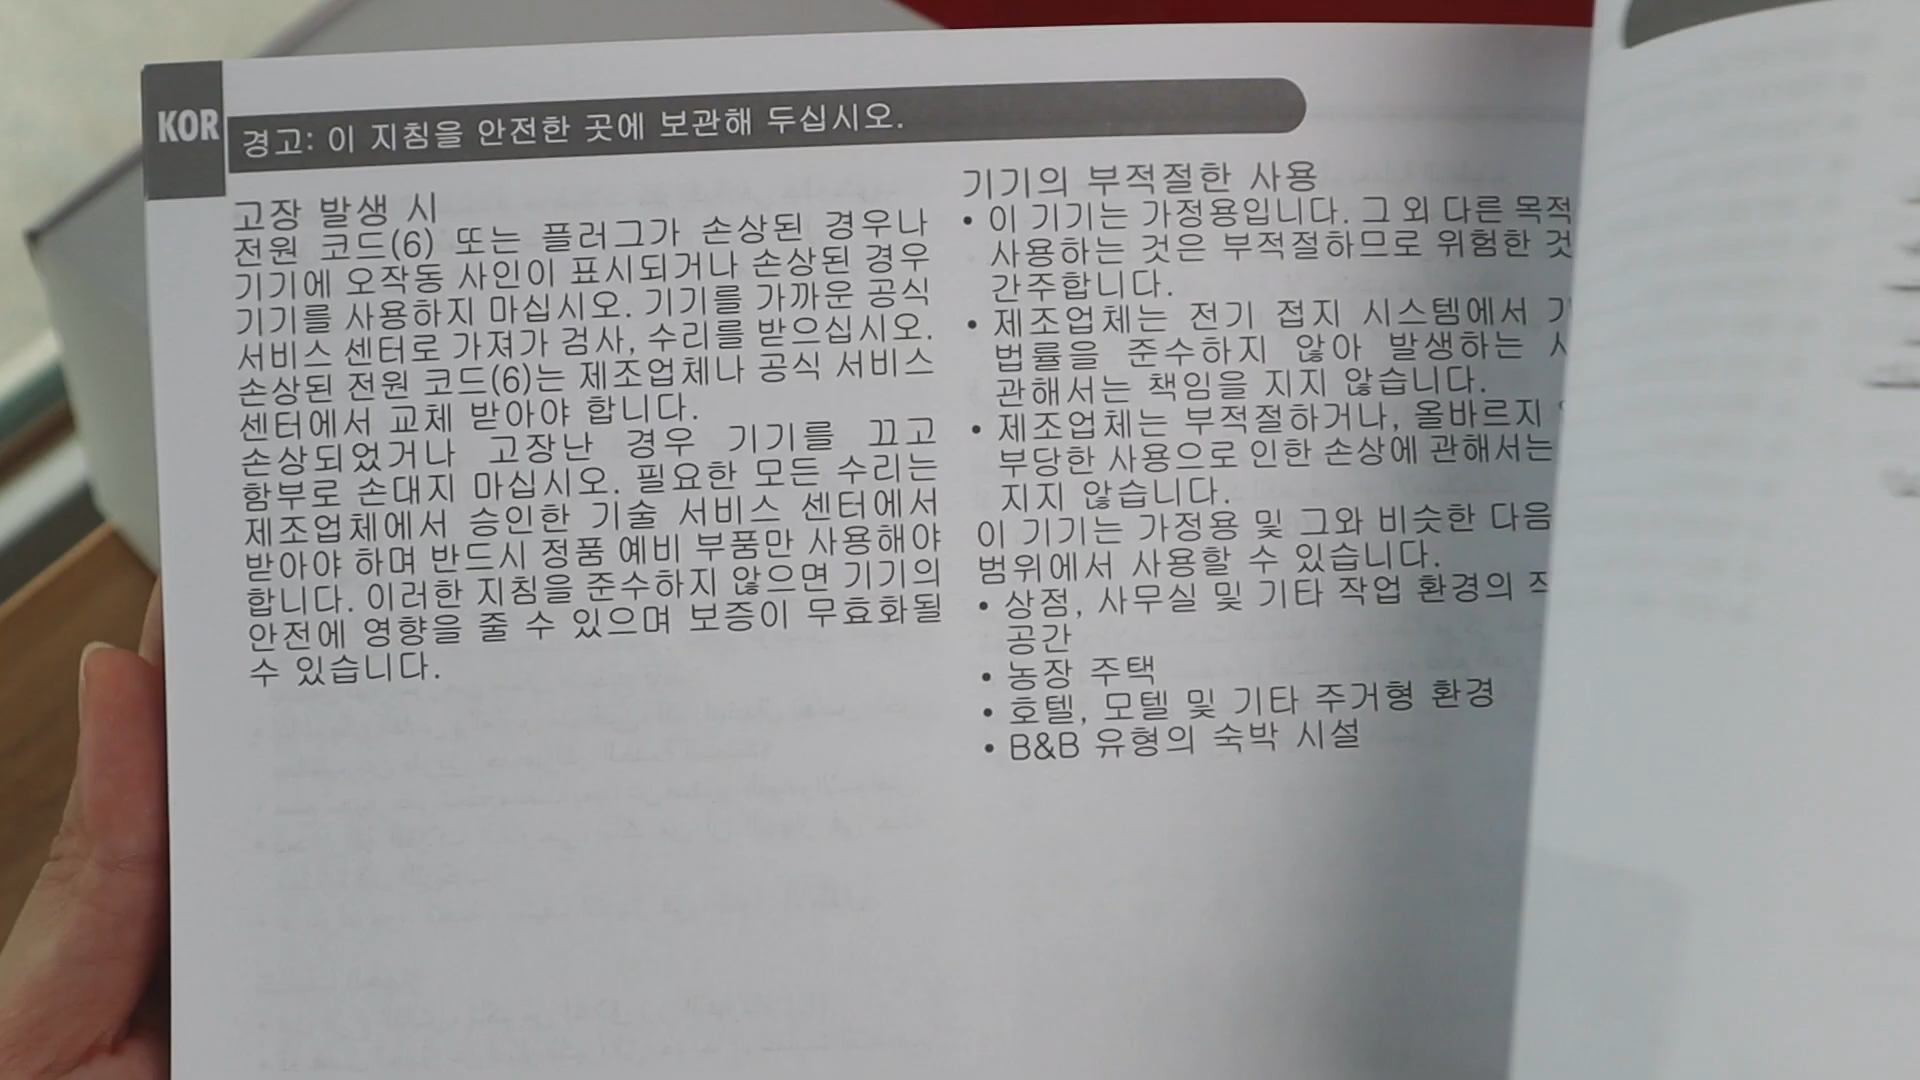 KOR
경고: 이 지침을 안전한 곳에 보관해 두십시오.
고장 발생 시
전원 코드(6) 또는 플러그가 손상된 경우나
기기에 오작동 사인이 표시되거나 손상된 경우
기기를 사용하지 마십시오. 기기를 가까운 공식
서비스 센터로 가져가 검사, 수리를 받으십시오.
손상된 전원 코드(6)는 제조업체나 공식 서비스
센터에서 교체 받아야 합니다.
손상되었거나 고장난 경우 기기를 끄고
함부로 손대지 마십시오. 필요한 모든 수리는
제조업체에서 승인한 기술 서비스 센터에서
받아야 하며 반드시 정품 예비 부품만 사용해야
합니다. 이러한 지침을 준수하지 않으면 기기의
안전에 영향을 줄 수 있으며 보증이 무효화될
수 있습니다.
기기의 부적절한 사용
• 이 기기는 가정용입니다. 그 외 다른 목적
사용하는 것은 부적절하므로 위험한 것
간주합니다.
• 제조업체는 전기 접지 시스템에서
법률을 준수하지 않아 발생하는
관해서는 책임을 지지 않습니다.
• 제조업체는 부적절하거나, 올바르지
부당한 사용으로 인한 손상에 관해서는
지지 않습니다.
이 기기는 가정용 및 그와 비슷한 다음
범위에서 사용할 수 있습니다.
• 상점, 사무실 및 기타 작업 환경의
공간
• 농장 주택
• 호텔, 모텔 및 기타 주거형 환경
• B&B 유형의 숙박 시설